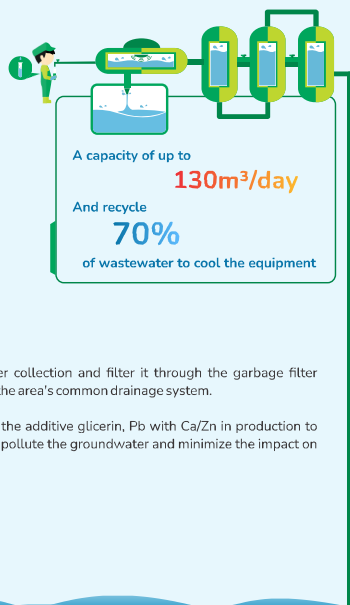 A capacity of up to
130m³/day
And recycle
70%
of wastewater to cool the equipment
collection and filter it through the garbage filter
the area's common drainage system.
the additive glicerin, Pb with Ca/Zn in production to
pollute the groundwater and minimize the impact on